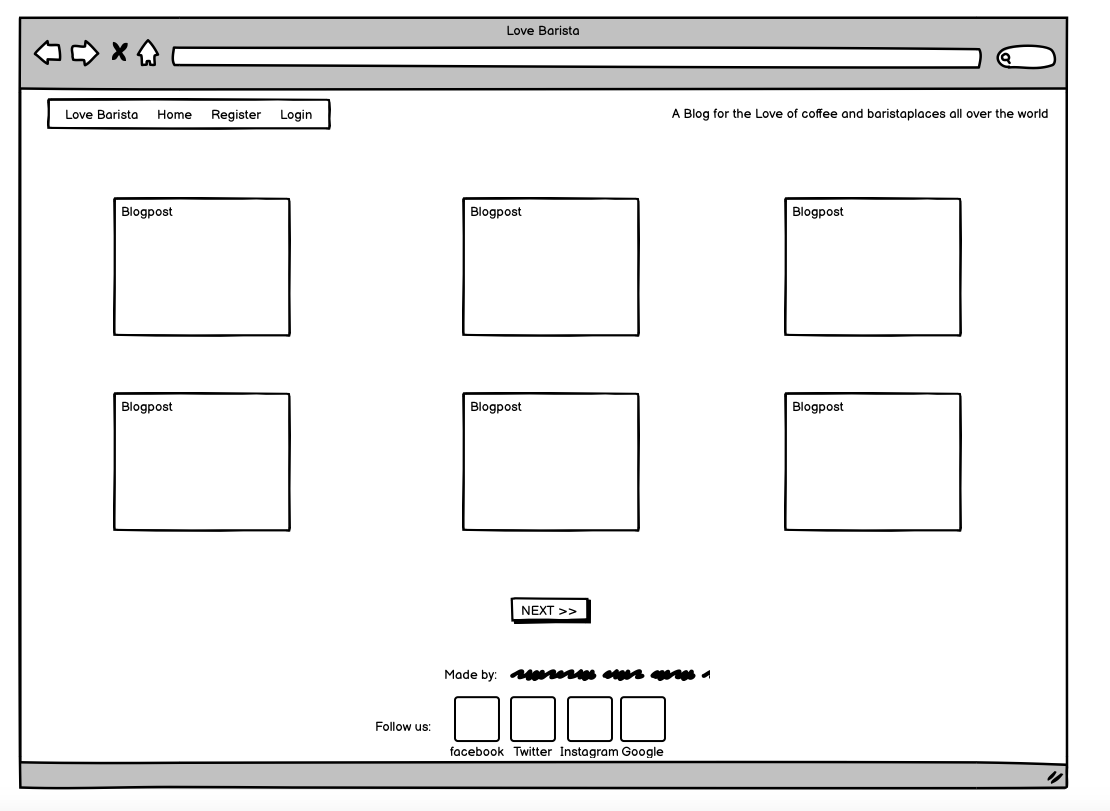 Love Barista
Love Barista Home Register Login
A Blog for the Love of coffee and baristaplaces all over the world
Blogpost Blogpost Blogpost
Blogpost Blogpost Blogpost
NEXT >>
Made by:
Follow us:
facebook Twitter Instagram Google